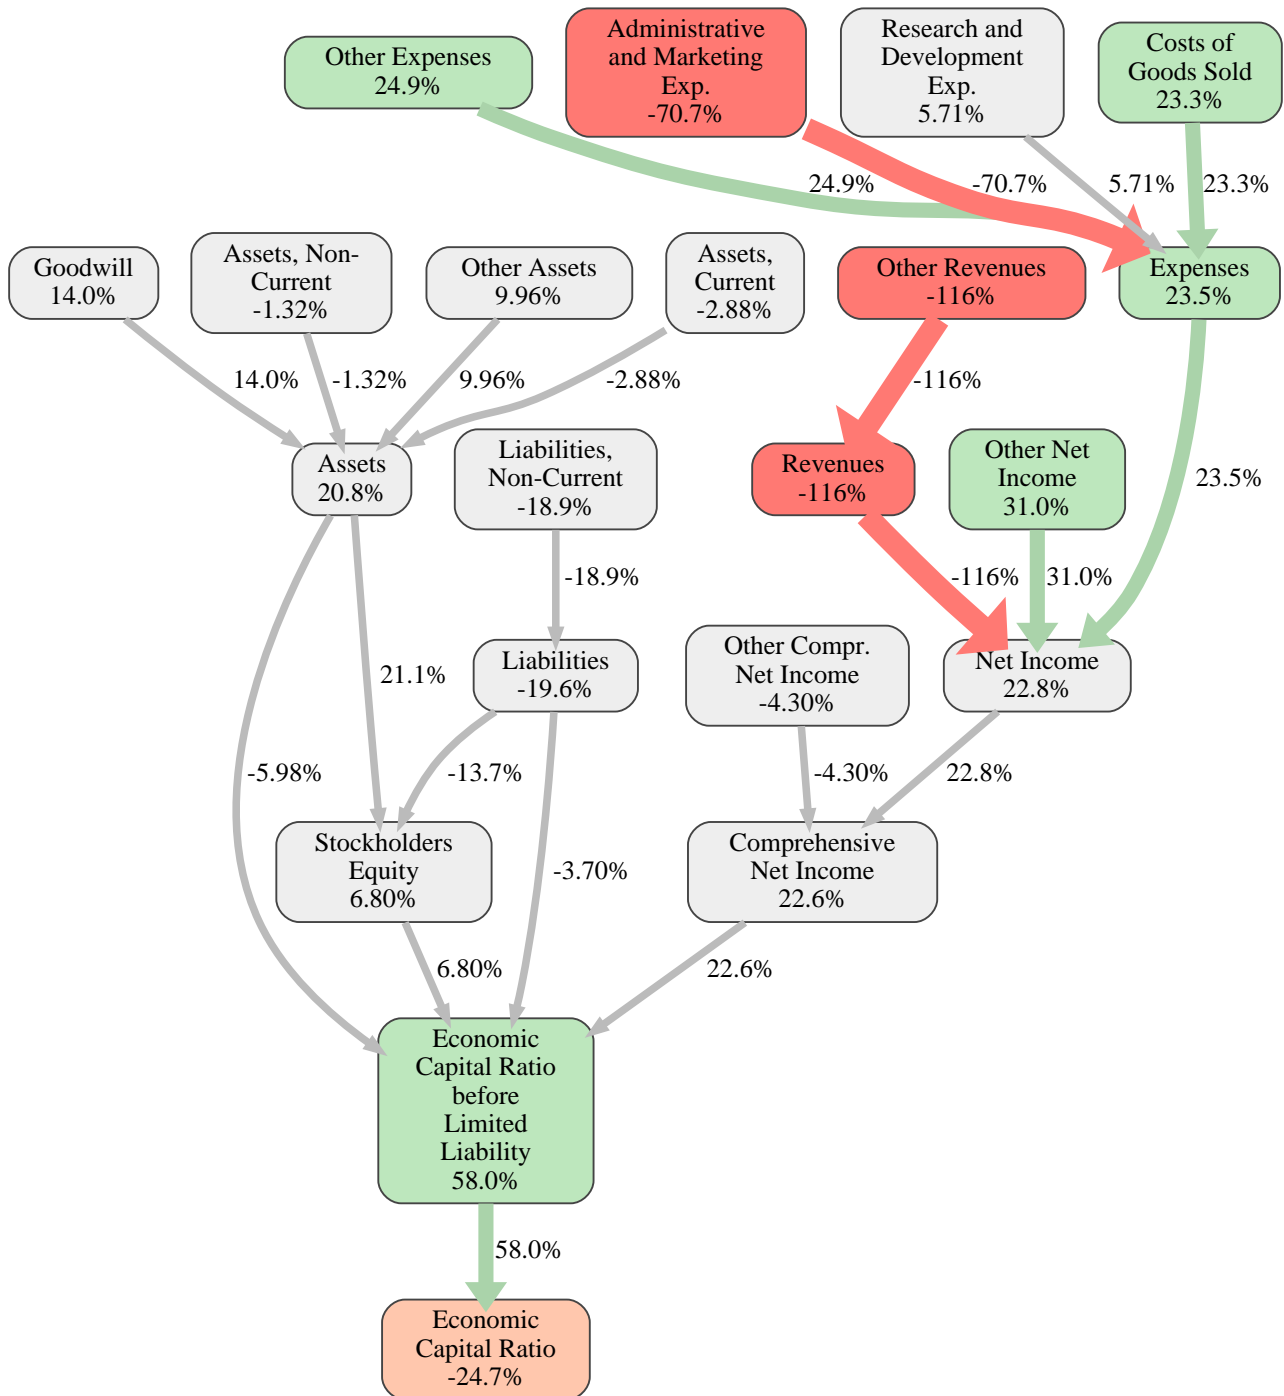 Other Expenses
24.9%
Administrative
and Marketing
Exp.
-70.7%
Research and
Development
Exp.
5.71%
Costs of
Goods Sold
23.3%
24.9%
-70.7%
5.71%
23.3%
Goodwill
14.0%
Assets, Non-
Current
-1.32%
Other Assets
9.96%
Assets,
Current
-2.88%
Other Revenues
-116%
Expenses
23.5%
14.0%
-1.32%
9.96%
-2.88%
-116%
Assets
20.8%
Liabilities,
Non-Current
-18.9%
Revenues
-116%
Other Net
Income
31.0%
23.5%
-18.9%
-116%
31.0%
Liabilities
-19.6%
Other Compr.
Net Income
-4.30%
Net Income
22.8%
21.1%
-5.98%
-13.7%
-4.30%
22.8%
Stockholders
Equity
6.80%
-3.70%
Comprehensive
Net Income
22.6%
6.80%
22.6%
Economic
Capital Ratio
before
Limited
Liability
58.0%
58.0%
Economic
Capital Ratio
-24.7%